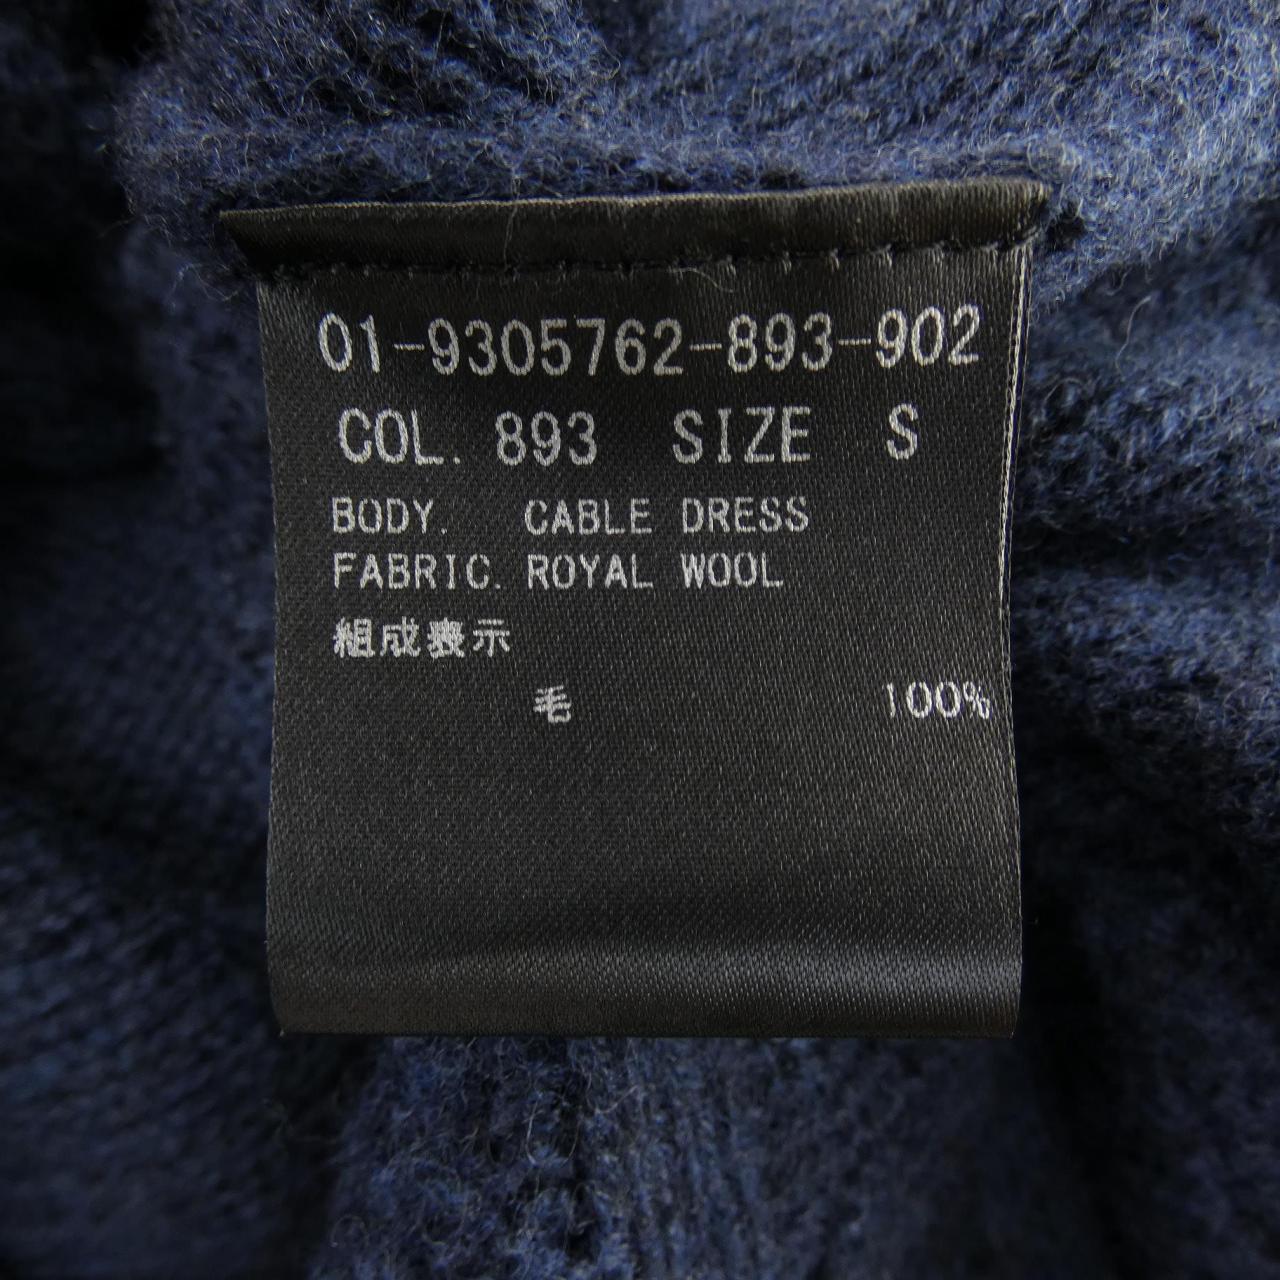 01-9305762-893-902
COL. 893 SIZE S
BODY. CABLE DRESS
FABRIC. ROYAL WOOL
組成表示
毛 100%